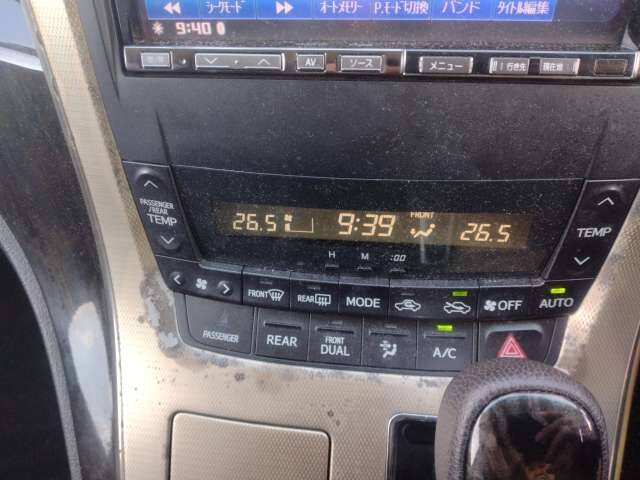 ラークモード オートメモリー P.モード切換 バンド タイトル編集
9:40
AV ソース メニュー 行き先 現在地
PASSENGER
/REAR
TEMP
26.5 9:39 FRONT 26.5
TEMP
H M :00
FRONT REAR MODE OFF AUTO
PASSENGER REAR FRONT DUAL A/C